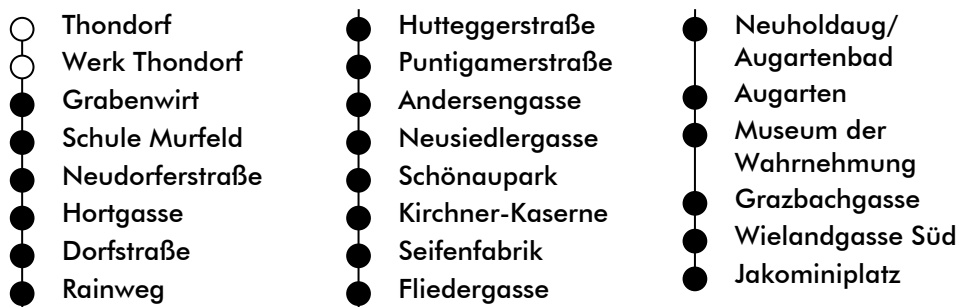 Thondorf
Werk Thondorf
Grabenwirt
Schule Murfeld
Neudorferstraße
Hortgasse
Dorfstraße
Rainweg
Hutteggerstraße
Puntigamerstraße
Andersengasse
Neusiedlergasse
Schönaupark
Kirchner-Kaserne
Seifenfabrik
Fliedergasse
Neuholdaug/
Augartenbad
Augarten
Museum der
Wahrnehmung
Grazbachgasse
Wielandgasse Süd
Jakominiplatz